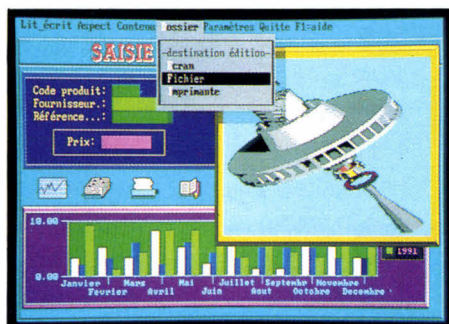 Lit_écrit Aspect Contenu Dossier Paramètres Quitte F1=aide
SAISIE
-destination édition-
Ecran
Fichier
Imprimante
Code produit:
Fournisseur.:
Référence...:
Prix:
10.00
0.00
1991
Janvier Mars Mai Juillet Septembr Novembre
Fevrier Avril Juin Aout Octobre Decembre